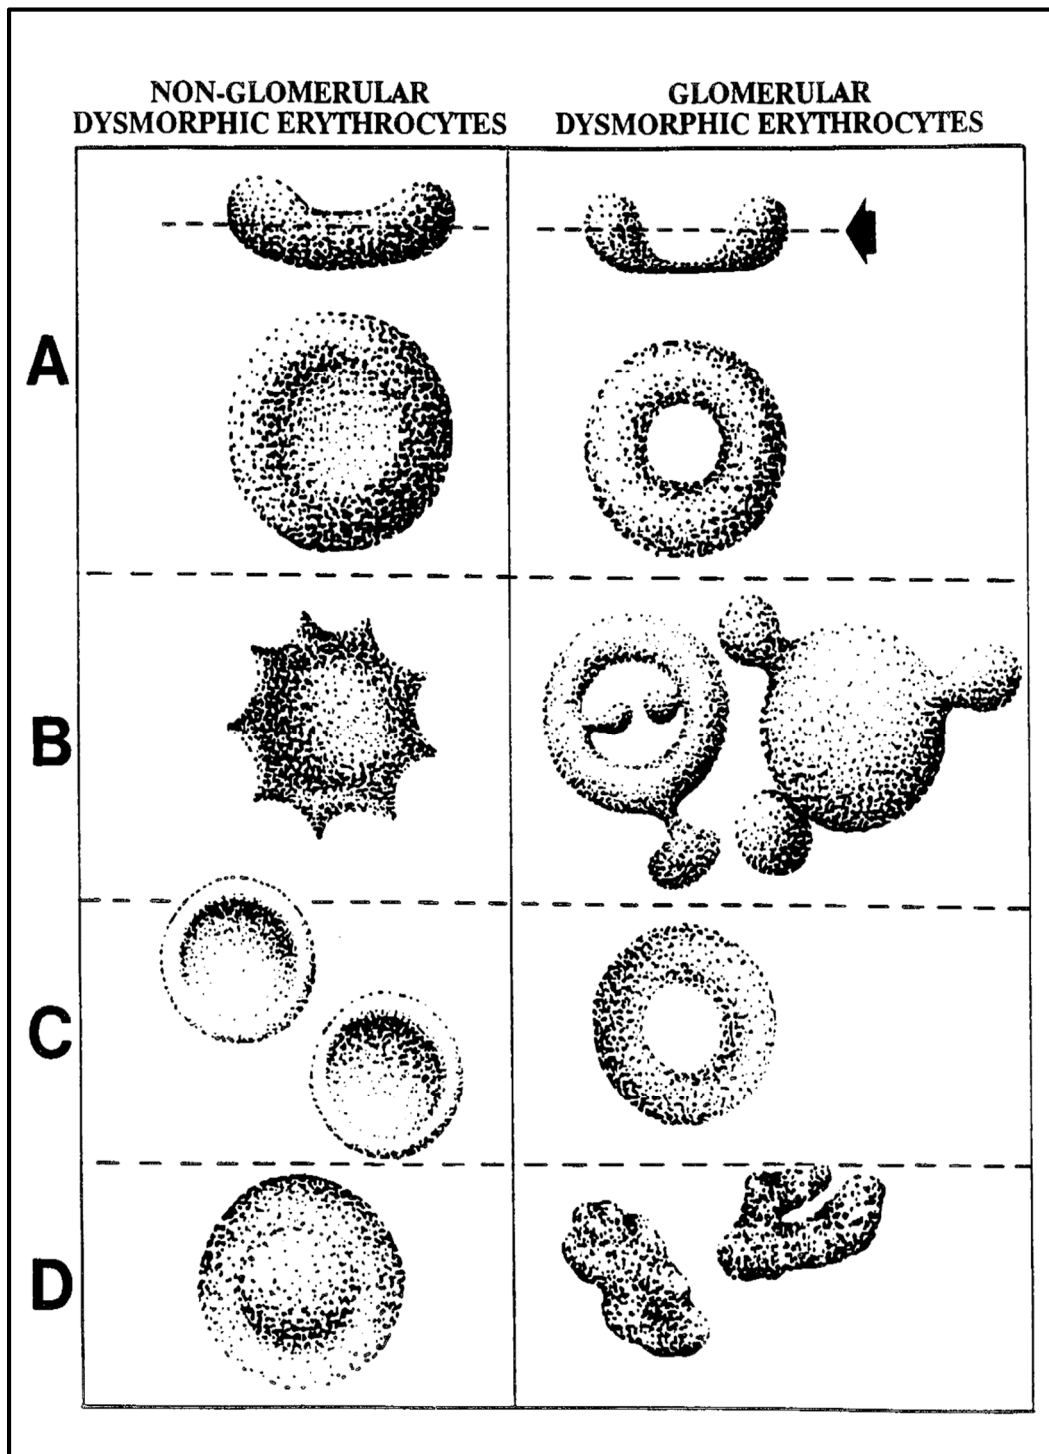 NON-GLOMERULAR
DYSMORPHIC ERYTHROCYTES
GLOMERULAR
DYSMORPHIC ERYTHROCYTES
A
B
C
D